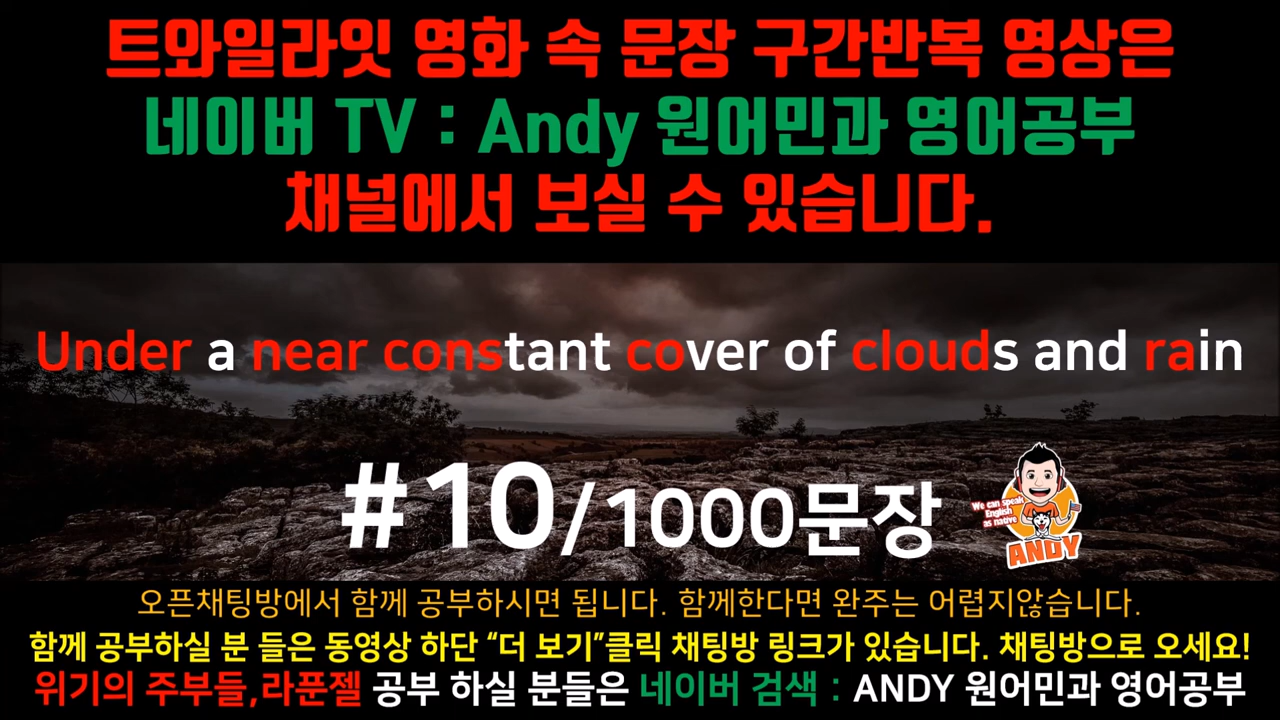 트와일라잇 영화 속 문장 구간반복 영상은
네이버 TV : Andy 원어민과 영어공부
채널에서 보실 수 있습니다.
Under a near constant cover of clouds and rain
#10/1000문장
We can speak
English
as native
ANDY
오픈채팅방에서 함께 공부하시면 됩니다. 함께한다면 완주는 어렵지않습니다.
함께 공부하실 분 들은 동영상 하단 “더 보기”클릭 채팅방 링크가 있습니다. 채팅방으로 오세요!
위기의 주부들,라푼젤 공부 하실 분들은 네이버 검색 : ANDY 원어민과 영어공부